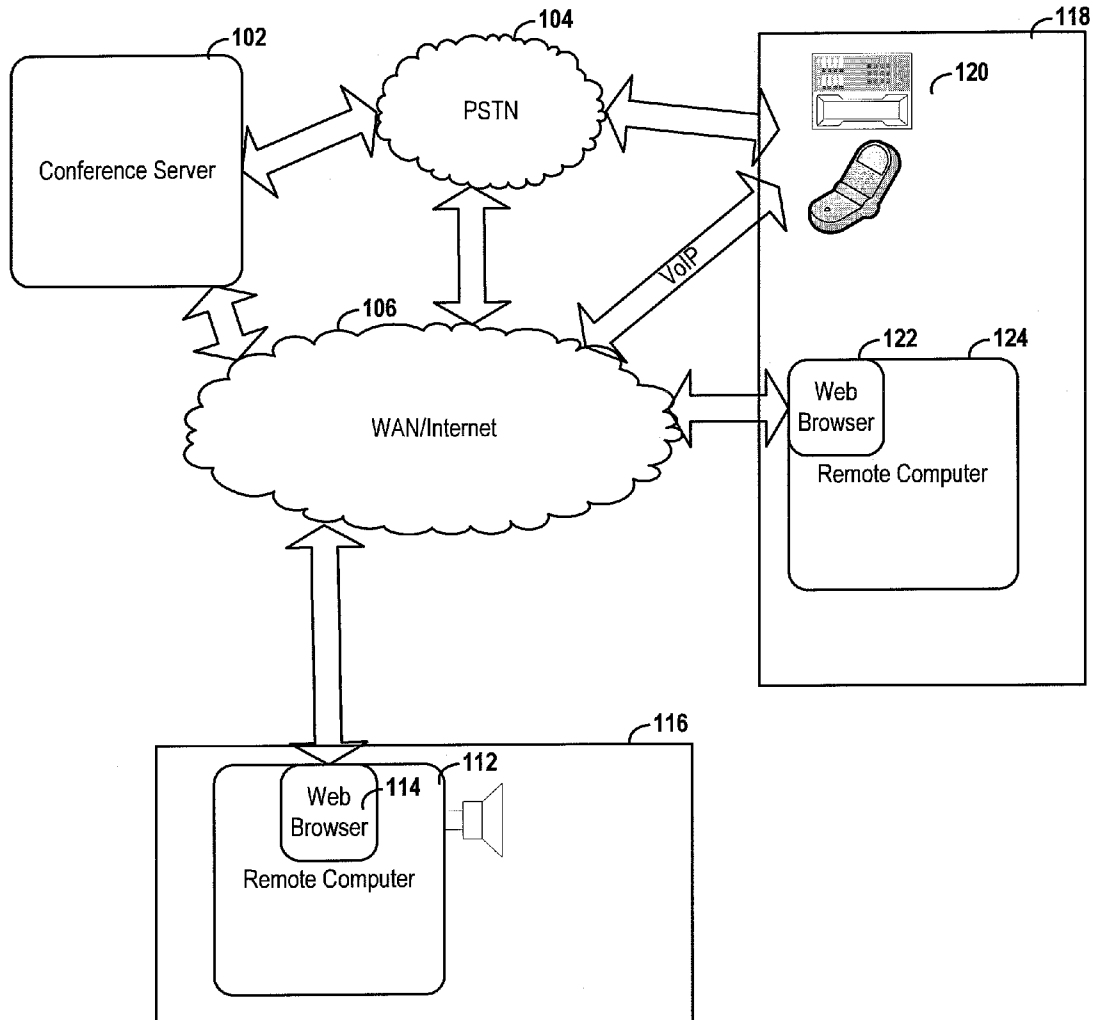 102
104
118
120
PSTN
Conference Server
VoIP
106
122
124
Web
Browser
WAN/Internet
Remote Computer
116
112
114
Web
Browser
Remote Computer